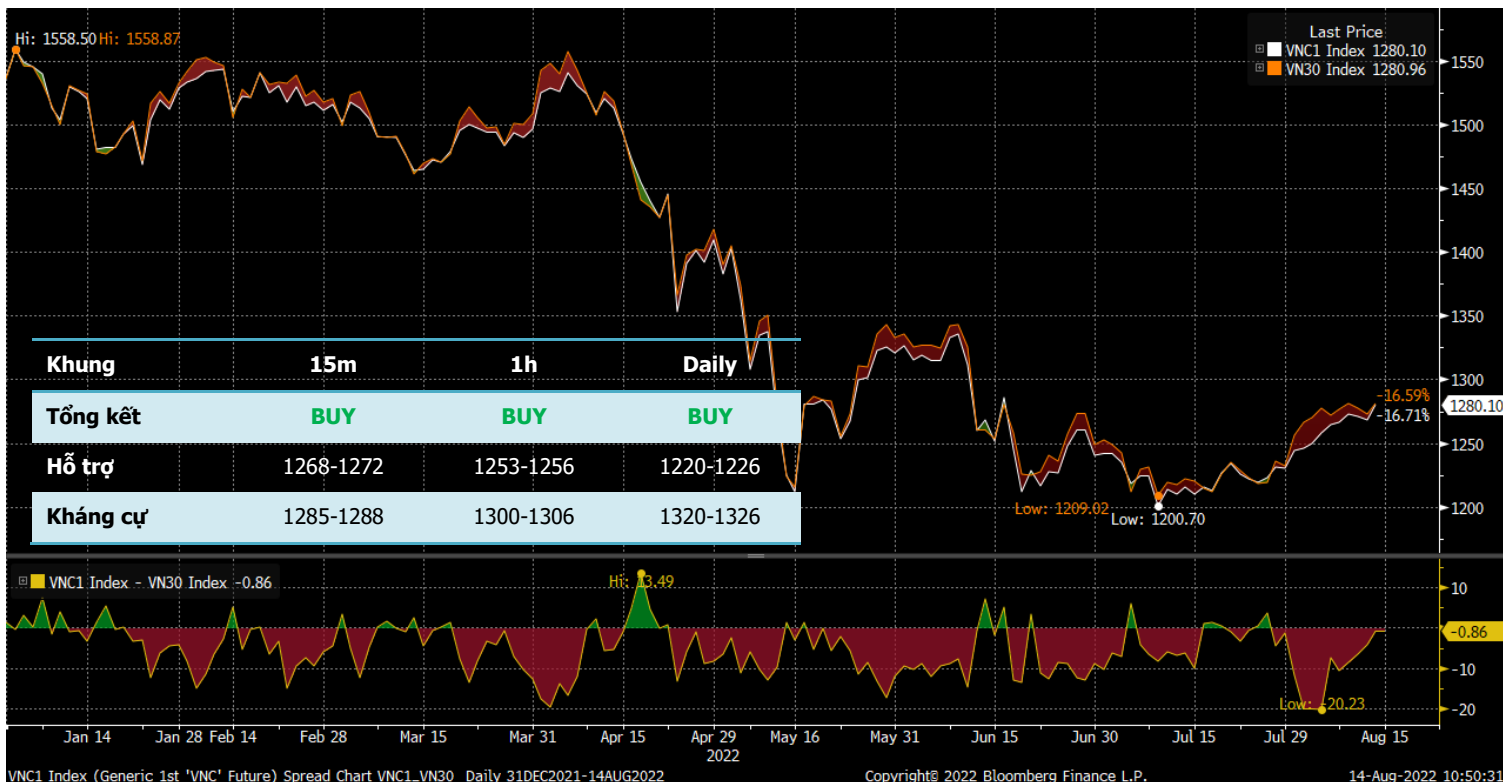 Hi: 1558.50 Hi: 1558.87
Last Price
VNC1 Index 1280.10
VN30 Index 1280.96
1550
1500
1450
1400
1350
1300
1280.10
1250
1200
-16.59%
-16.71%
Khung 15m 1h Daily
Tổng kết BUY BUY BUY
Hỗ trợ 1268-1272 1253-1256 1220-1226
Kháng cự 1285-1288 1300-1306 1320-1326
Low: 1209.02
Low: 1200.70
VNC1 Index - VN30 Index -0.86
Hi: 13.49
Low: -20.23
10
-0.86
-10
-20
Jan 14 Jan 28 Feb 14 Feb 28 Mar 15 Mar 31 Apr 15 Apr 29 May 16 May 31 Jun 15 Jun 30 Jul 15 Jul 29 Aug 15
2022
VNC1 Index (Generic 1st 'VNC' Future) Spread Chart VNC1_VN30 Daily 31DEC2021-14AUG2022 Copyright© 2022 Bloomberg Finance L.P. 14-Aug-2022 10:50:31